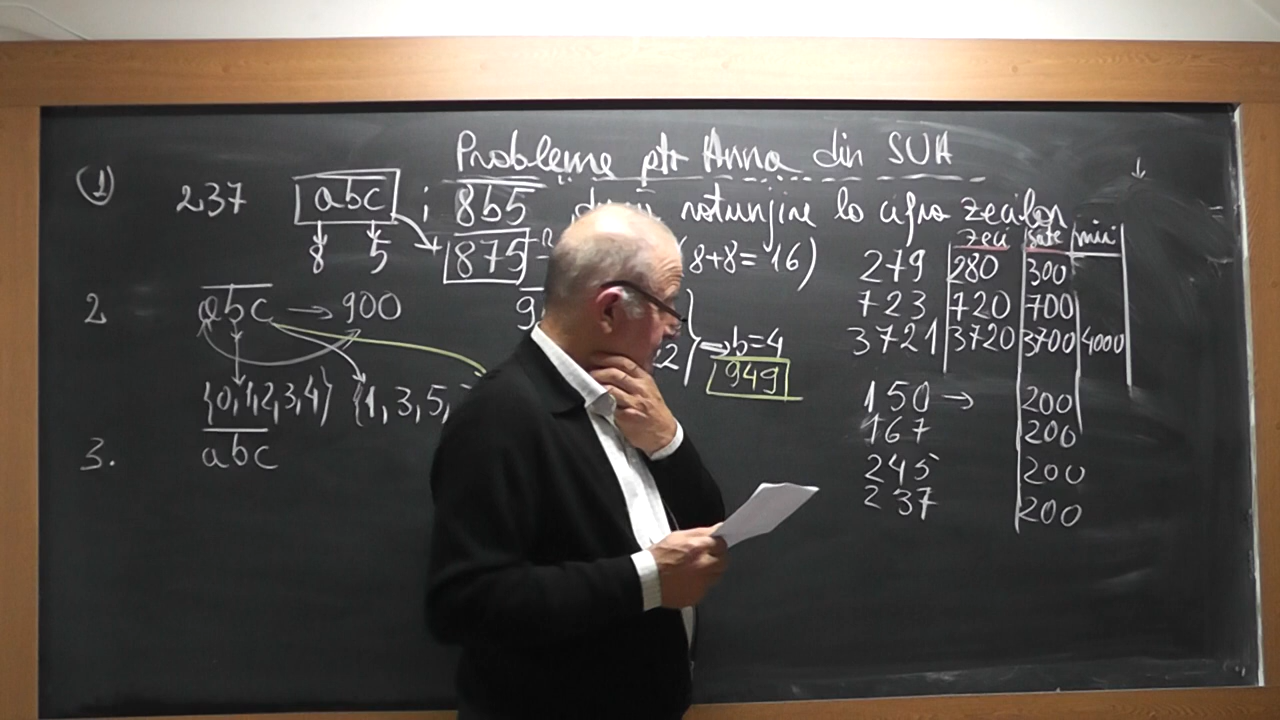 Probleme ptr Anna din SUA
(1) 237 abc ; 8b5 rotunjire la cifra zecilor
8 5 875 (8+8=16)
2 abc → 900 9 ⇒ b=4
949
{0,1,2,3,4} {1,3,5,
3. abc
zeci sute mii
279 280 300
723 720 700
3721 3720 3700 4000
150 → 200
167 200
245 200
237 200